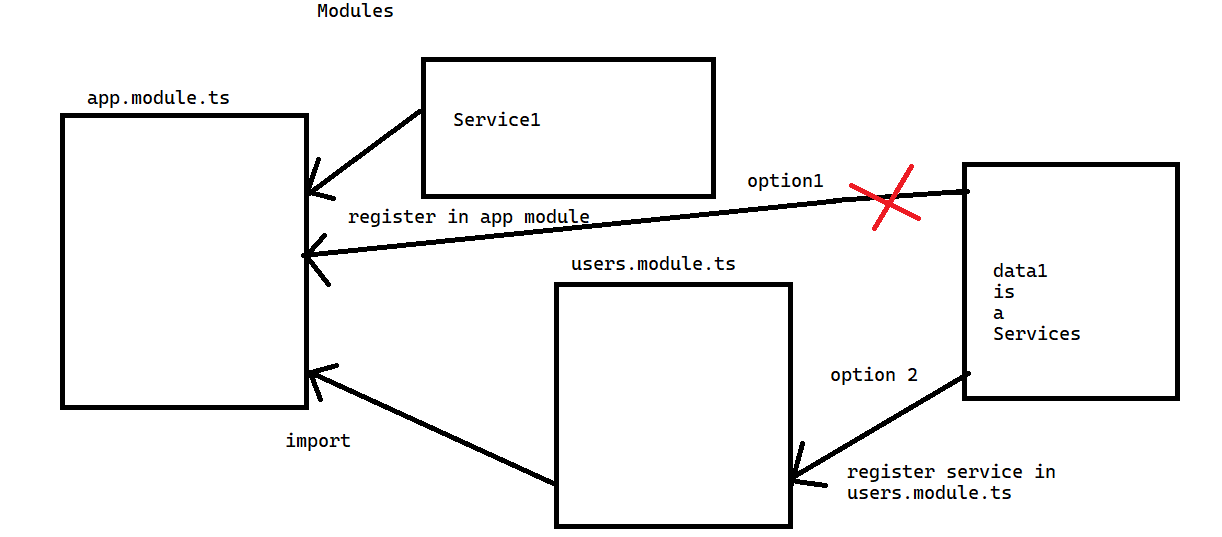 Modules
app.module.ts
Service1
option1
register in app module
users.module.ts
data1
is
a
Services
option 2
import
register service in
users.module.ts